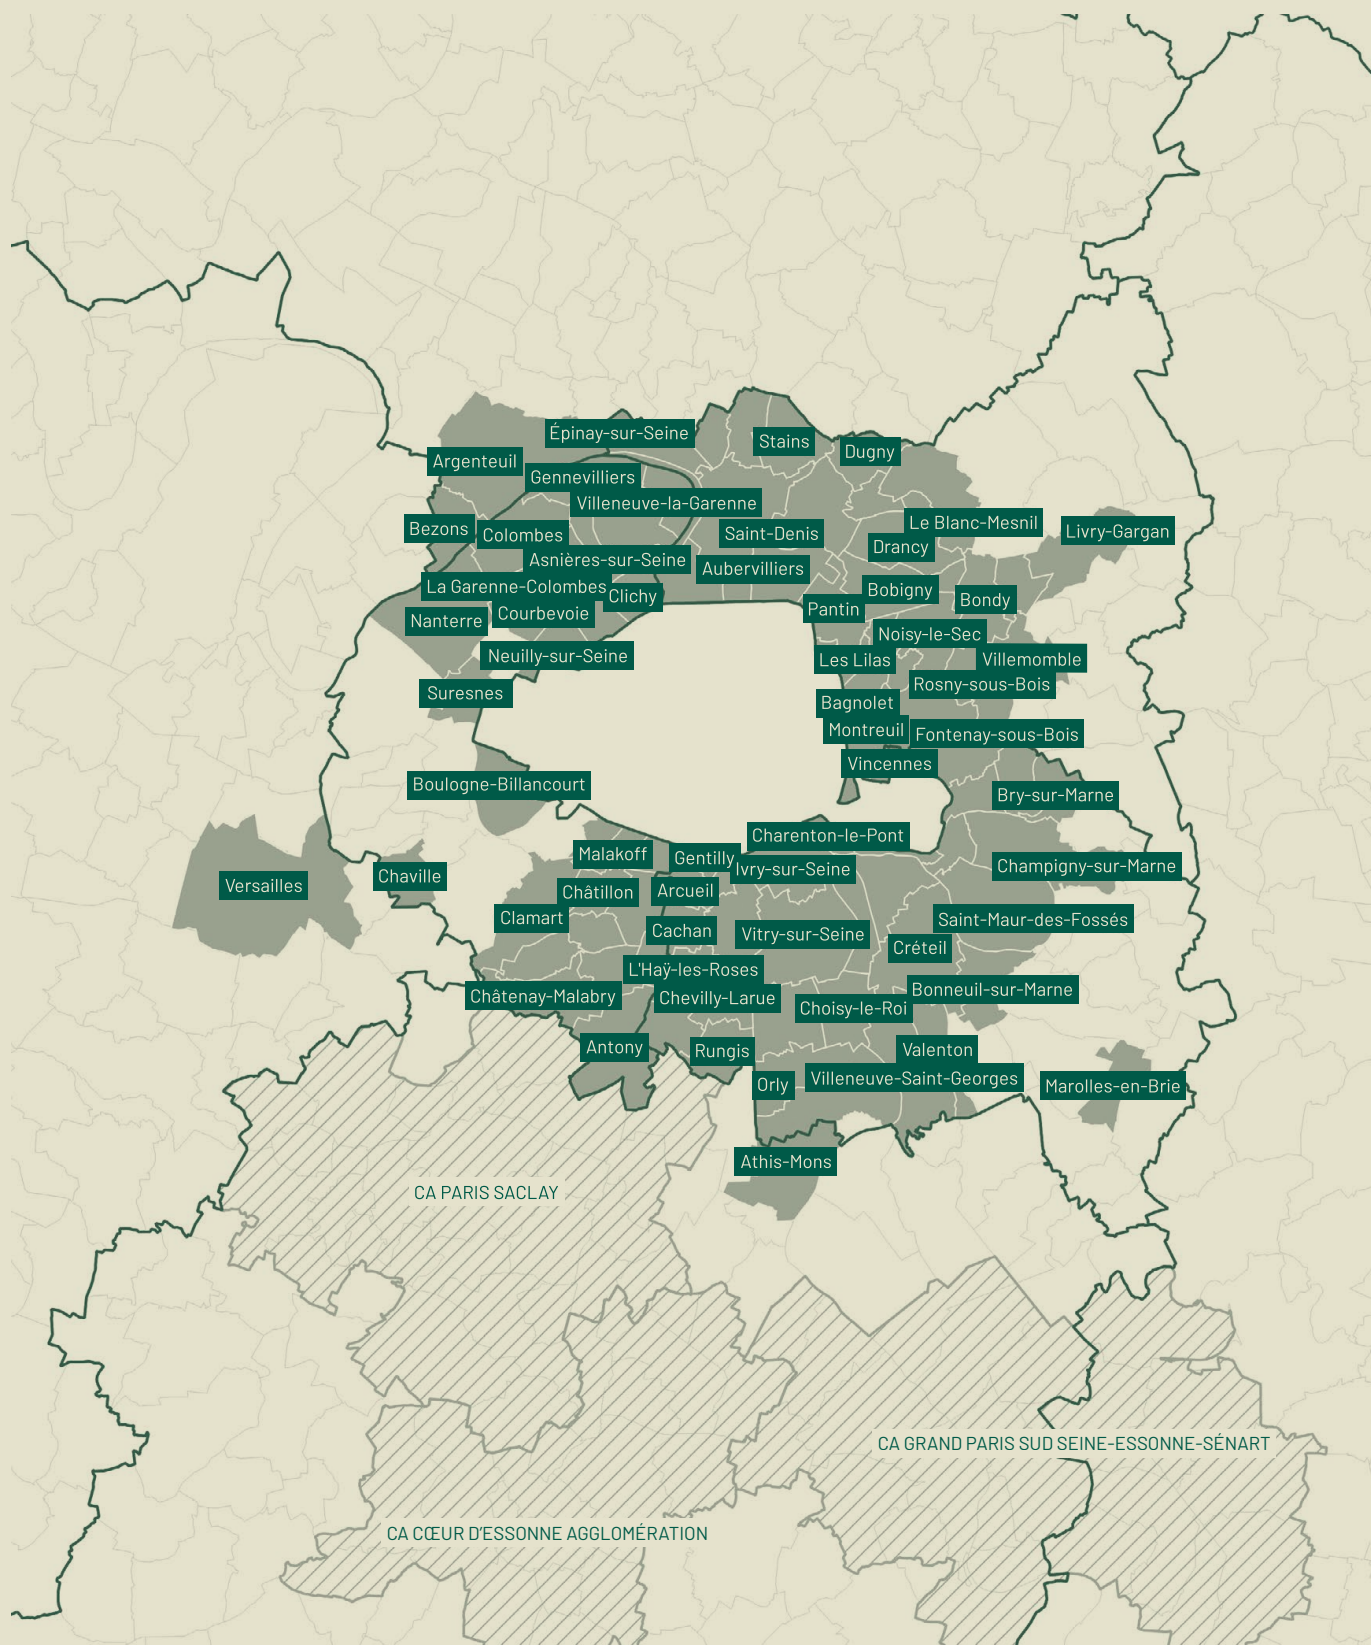 Épinay-sur-Seine
Stains
Dugny
Argenteuil
Gennevilliers
Villeneuve-la-Garenne
Le Blanc-Mesnil
Livry-Gargan
Bezons
Colombes
Saint-Denis
Drancy
Asnières-sur-Seine
Aubervilliers
La Garenne-Colombes
Clichy
Bobigny
Bondy
Pantin
Courbevoie
Nanterre
Noisy-le-Sec
Neuilly-sur-Seine
Les Lilas
Villemomble
Rosny-sous-Bois
Suresnes
Bagnolet
Montreuil
Fontenay-sous-Bois
Vincennes
Boulogne-Billancourt
Bry-sur-Marne
Charenton-le-Pont
Malakoff
Gentilly
Ivry-sur-Seine
Champigny-sur-Marne
Versailles
Chaville
Châtillon
Arcueil
Clamart
Saint-Maur-des-Fossés
Cachan
Vitry-sur-Seine
Créteil
L'Haÿ-les-Roses
Bonneuil-sur-Marne
Châtenay-Malabry
Chevilly-Larue
Choisy-le-Roi
Antony
Rungis
Valenton
Orly
Villeneuve-Saint-Georges
Marolles-en-Brie
Athis-Mons
CA PARIS SACLAY
CA GRAND PARIS SUD SEINE-ESSONNE-SÉNART
CA CŒUR D'ESSONNE AGGLOMÉRATION